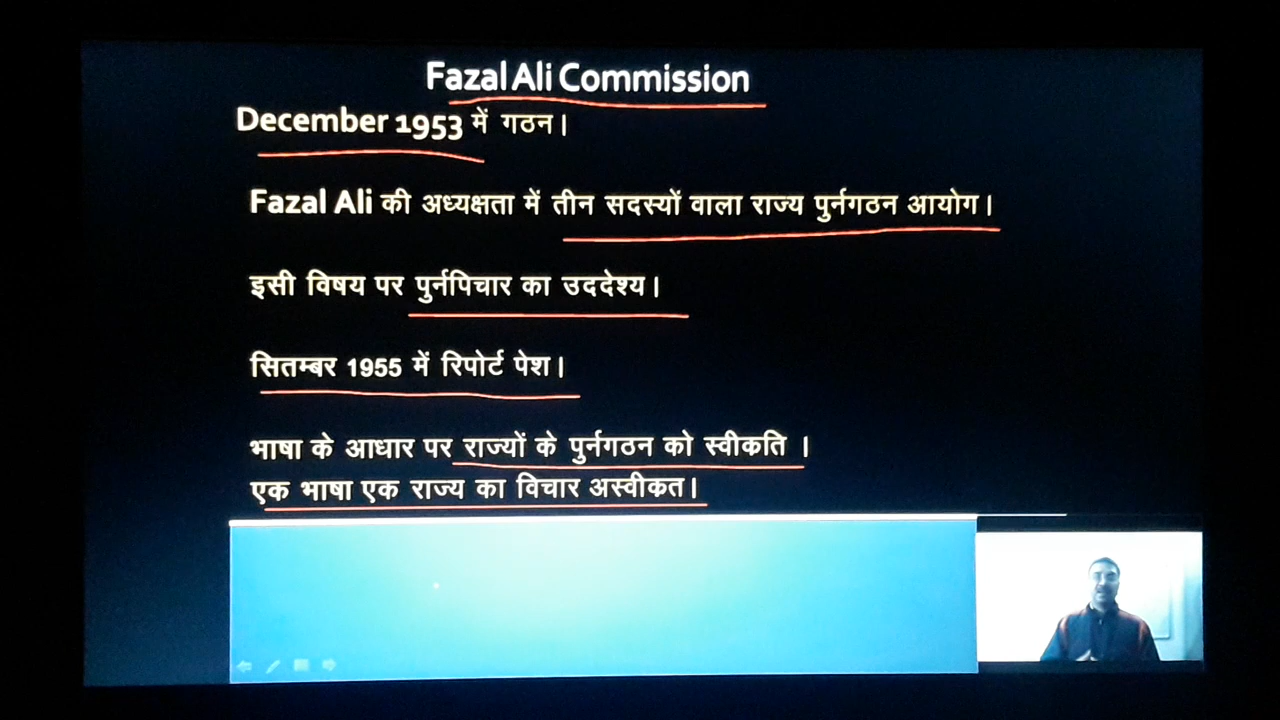 Fazal Ali Commission
December 1953 में गठन।
Fazal Ali की अध्यक्षता में तीन सदस्यों वाला राज्य पुर्नगठन आयोग।
इसी विषय पर पुर्नपिचार का उददेश्य।
सितम्बर 1955 में रिपोर्ट पेश।
भाषा के आधार पर राज्यों के पुर्नगठन को स्वीकति ।
एक भाषा एक राज्य का विचार अस्वीकत।